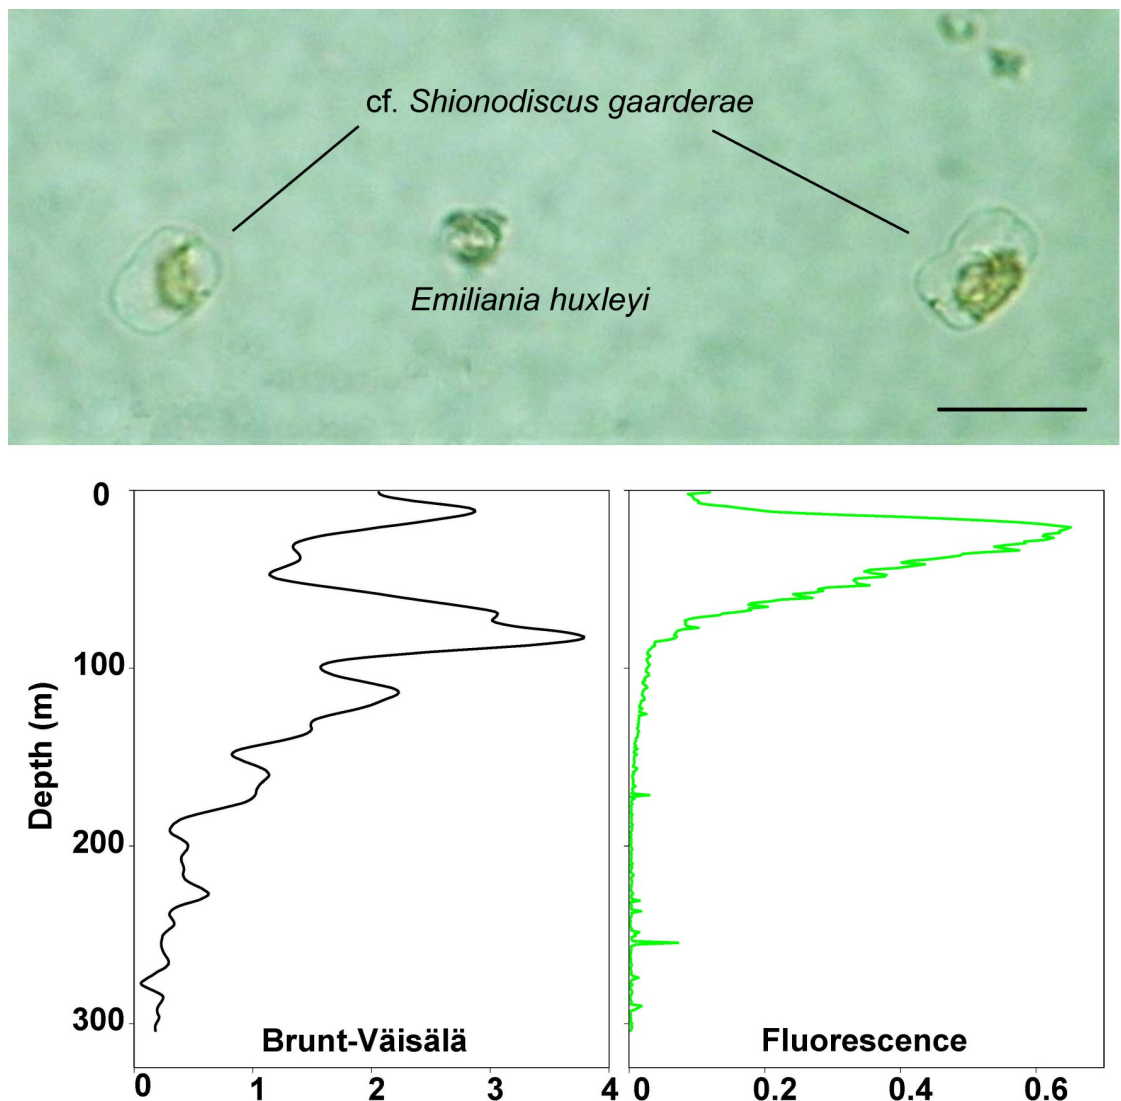 cf. Shionodiscus gaarderae
Emiliania huxleyi
0
100
200
300
Depth (m)
Brunt-Väisälä
0 1 2 3 4
Fluorescence
0 0.2 0.4 0.6